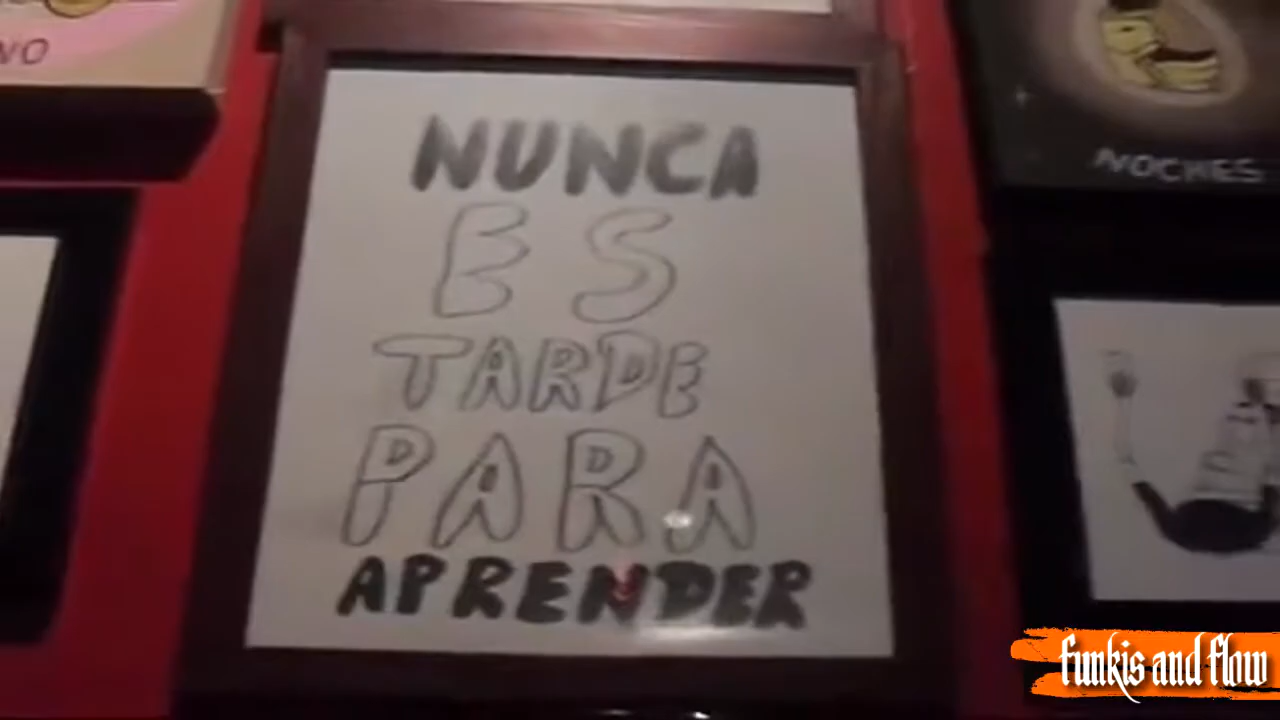 NUNCA
ES
TARDE
PARA
APRENDER
NOCHES
funkis and flow